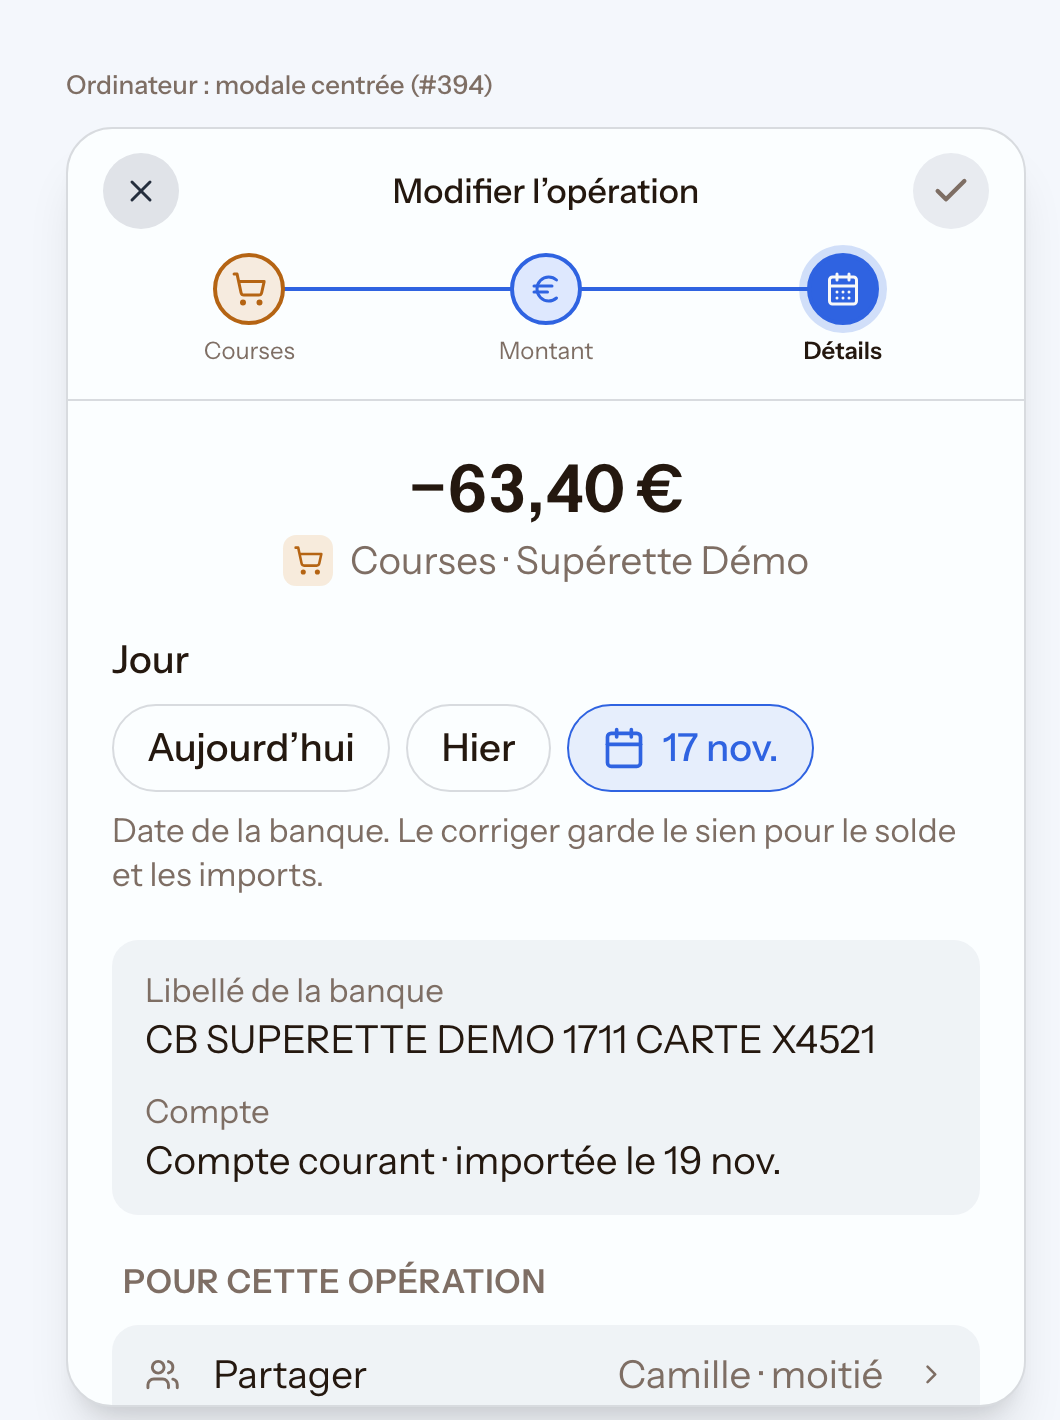 Ordinateur : modale centrée (#394)
Modifier l’opération
Courses
Montant
Détails
−63,40 €
Courses · Supérette Démo
Jour
Aujourd’hui
Hier
17 nov.
Date de la banque. Le corriger garde le sien pour le solde
et les imports.
Libellé de la banque
CB SUPERETTE DEMO 1711 CARTE X4521
Compte
Compte courant · importée le 19 nov.
POUR CETTE OPÉRATION
Partager
Camille · moitié